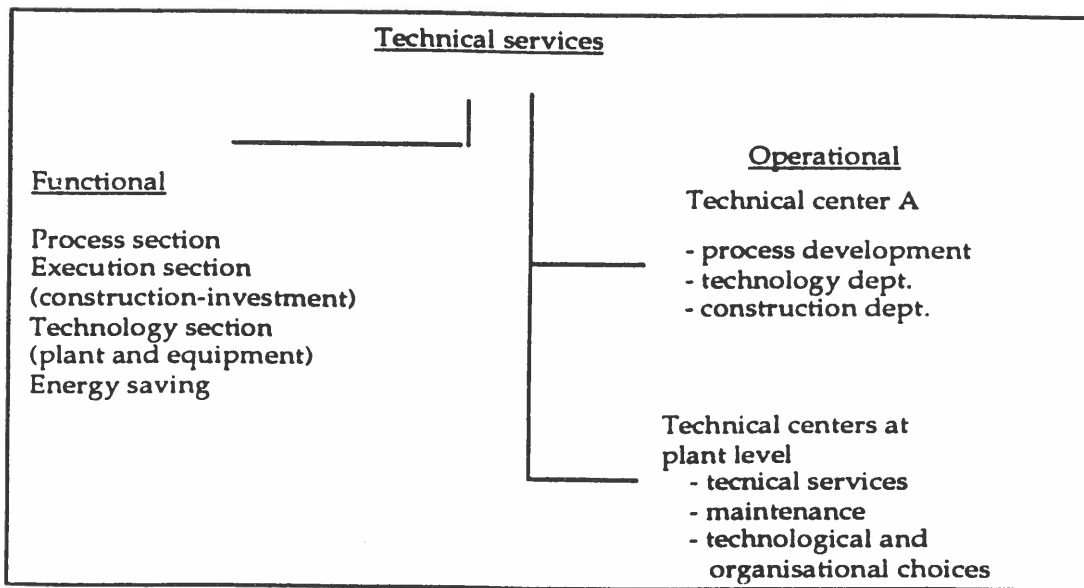 Technical services
Functional
Process section
Execution section
(construction-investment)
Technology section
(plant and equipment)
Energy saving
Operational
Technical center A
- process development
- technology dept.
- construction dept.
Technical centers at
plant level
- tecnical services
- maintenance
- technological and
organisational choices